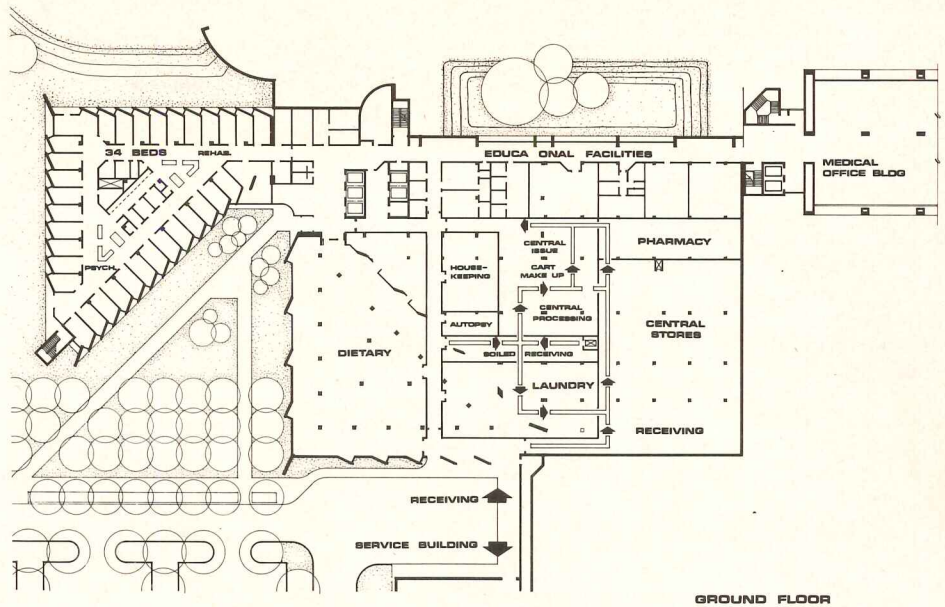 34 BEDS
REHAB.
PSYCH.
EDUCA ONAL FACILITIES
MEDICAL
OFFICE BLDG
PHARMACY
CENTRAL
ISSUE
CART
MAKE UP
HOUSE-
KEEPING
CENTRAL
PROCESSING
AUTOPSY
CENTRAL
STORES
DIETARY
SOILED RECEIVING
LAUNDRY
RECEIVING
RECEIVING
SERVICE BUILDING
GROUND FLOOR